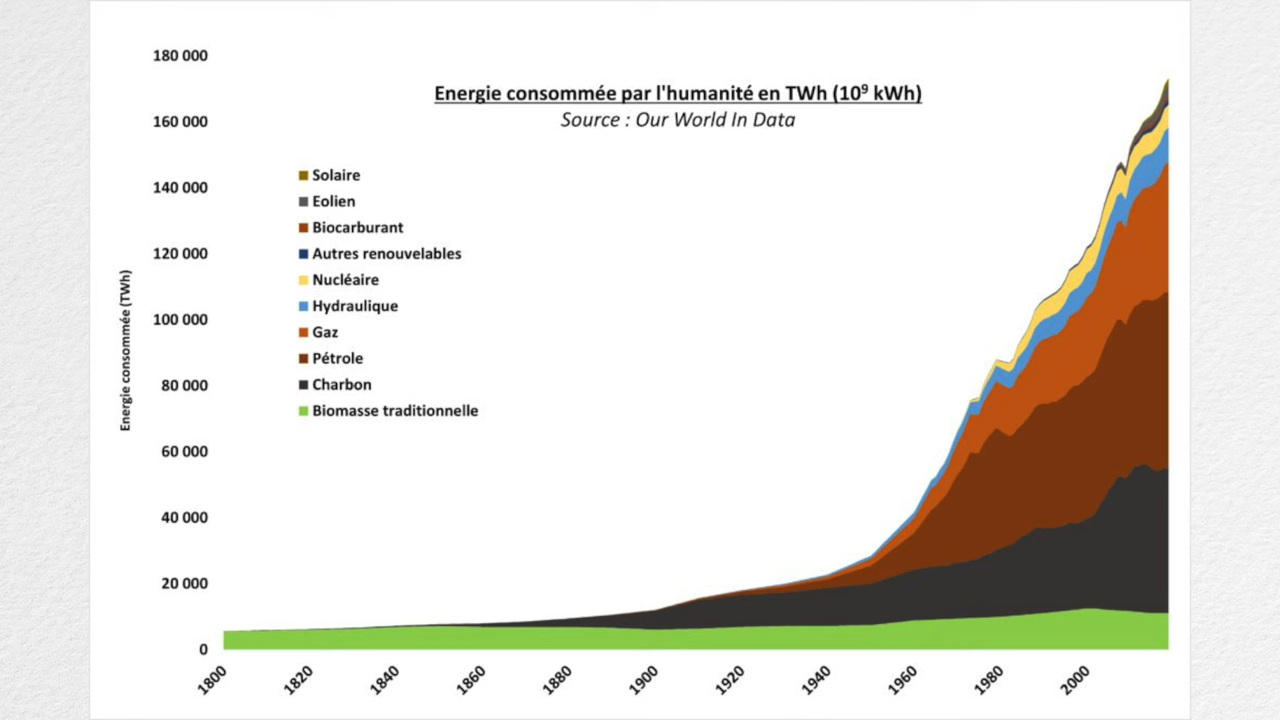 Energie consommée par l'humanité en TWh (10⁹ kWh)
Source : Our World In Data
Energie consommée (TWh)
180 000
160 000
140 000
120 000
100 000
80 000
60 000
40 000
20 000
0
Solaire
Eolien
Biocarburant
Autres renouvelables
Nucléaire
Hydraulique
Gaz
Pétrole
Charbon
Biomasse traditionnelle
1800
1820
1840
1860
1880
1900
1920
1940
1960
1980
2000